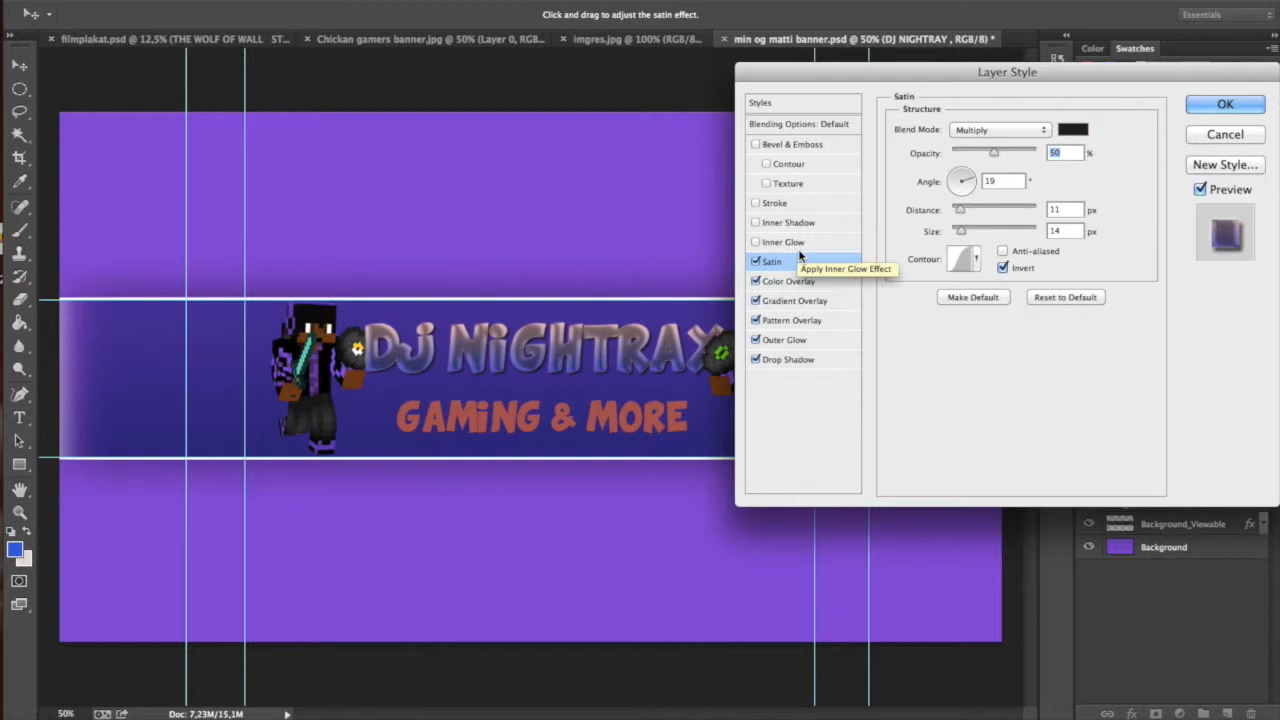 Click and drag to adjust the satin effect.
Essentials
filmplakat.psd @ 12,5% (THE WOLF OF WALL ST...
Chickan gamers banner.jpg @ 50% (Layer 0, RGB...
imgres.jpg @ 100% (RGB/8...
min og matti banner.psd @ 50% (DJ NIGHTRAY , RGB/8) *
Color
Swatches
Layer Style
Styles
Blending Options: Default
Bevel & Emboss
Contour
Texture
Stroke
Inner Shadow
Inner Glow
Satin
Color Overlay
Gradient Overlay
Pattern Overlay
Outer Glow
Drop Shadow
Apply Inner Glow Effect
Satin
Structure
Blend Mode:
Multiply
Opacity:
50
%
Angle:
19
°
Distance:
11
px
Size:
14
px
Contour:
Anti-aliased
Invert
Make Default
Reset to Default
OK
Cancel
New Style...
Preview
DJ NiGHTRAX
GAMiNG & MORE
Background_Viewable
fx
Background
50%
Doc: 7,23M/15,1M
fx